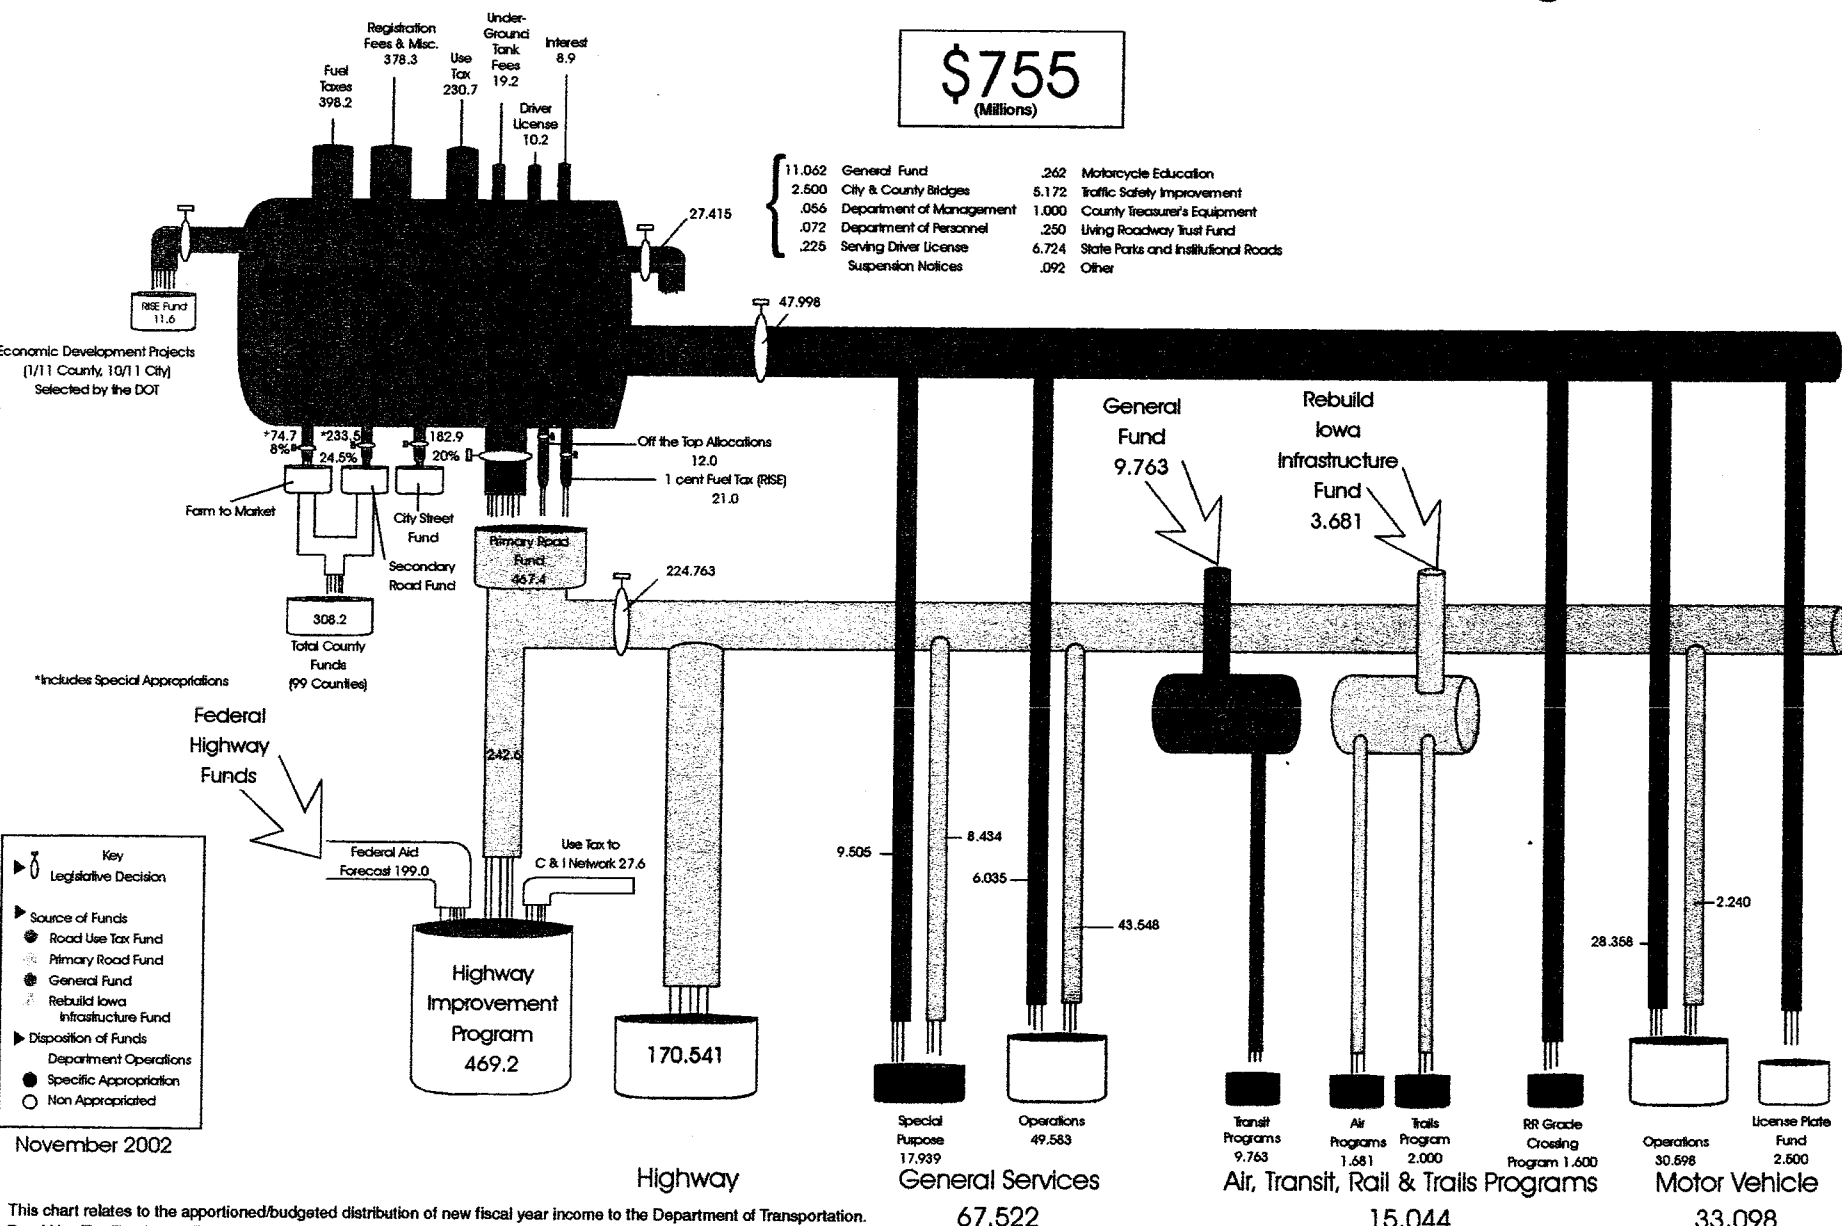 Fuel
Taxes
398.2
Registration
Fees & Misc.
378.3
Use
Tax
230.7
Under-
Ground
Tank
Fees
19.2
Driver
License
10.2
Interest
8.9
$755
(Millions)
27.415
11.062 General Fund
2.500 City & County Bridges
.056 Department of Management
.072 Department of Personnel
.225 Serving Driver License
Suspension Notices
.262 Motorcycle Education
5.172 Traffic Safety Improvement
1.000 County Treasurer's Equipment
.250 Living Roadway Trust Fund
6.724 State Parks and Institutional Roads
.092 Other
RISE Fund
11.6
Economic Development Projects
(1/11 County, 10/11 City)
Selected by the DOT
47.998
*74.7
8%
*233.5
24.5%
182.9
20%
Off the Top Allocations
12.0
1 cent Fuel Tax (RISE)
21.0
Farm to Market
City Street
Fund
Secondary
Road Fund
Primary Road
Fund
467.4
308.2
Total County
Funds
(99 Counties)
*Includes Special Appropriations
224.763
General
Fund
9.763
Rebuild
Iowa
Infrastructure
Fund
3.681
Federal
Highway
Funds
242.6
Federal Aid
Forecast 199.0
Use Tax to
C & I Network 27.6
9.505
8.434
6.035
43.548
28.358
2.240
Key
Legislative Decision
Source of Funds
Road Use Tax Fund
Primary Road Fund
General Fund
Rebuild Iowa
Infrastructure Fund
Disposition of Funds
Department Operations
Specific Appropriation
Non Appropriated
November 2002
Highway
Improvement
Program
469.2
170.541
Special
Purpose
17.939
Operations
49.583
Transit
Programs
9.763
Air
Programs
1.681
Trails
Program
2.000
RR Grade
Crossing
Program 1.600
Operations
30.598
License Plate
Fund
2.500
Highway
General Services
67.522
Air, Transit, Rail & Trails Programs
15.044
Motor Vehicle
33.098
This chart relates to the apportioned/budgeted distribution of new fiscal year income to the Department of Transportation.